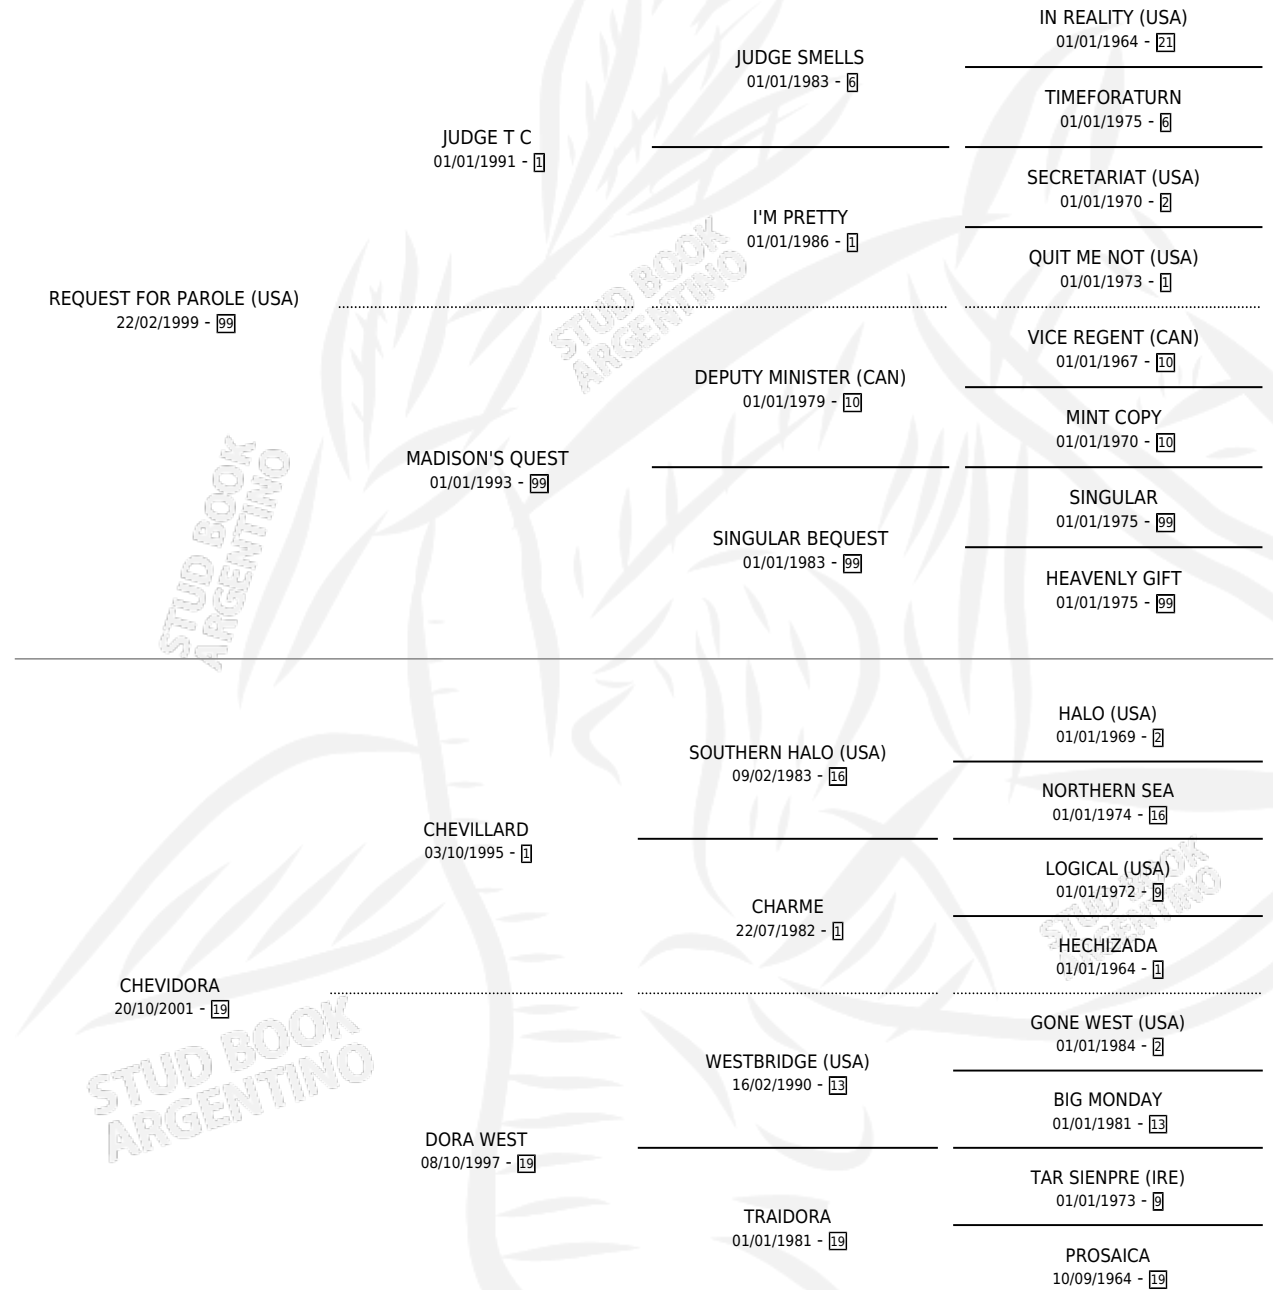 IN REALITY (USA)
01/01/1964 - 21
JUDGE SMELLS
01/01/1983 - 6
TIMEFORATURN
01/01/1975 - 6
JUDGE T C
01/01/1991 - 1
SECRETARIAT (USA)
01/01/1970 - 2
I'M PRETTY
01/01/1986 - 1
QUIT ME NOT (USA)
01/01/1973 - 1
REQUEST FOR PAROLE (USA)
22/02/1999 - 99
STUD BOOK
ARGENTINO
VICE REGENT (CAN)
01/01/1967 - 10
DEPUTY MINISTER (CAN)
01/01/1979 - 10
MINT COPY
01/01/1970 - 10
MADISON'S QUEST
01/01/1993 - 99
STUD BOOK
ARGENTINO
SINGULAR
01/01/1975 - 99
SINGULAR BEQUEST
01/01/1983 - 99
HEAVENLY GIFT
01/01/1975 - 99
HALO (USA)
01/01/1969 - 2
SOUTHERN HALO (USA)
09/02/1983 - 16
NORTHERN SEA
01/01/1974 - 16
CHEVILLARD
03/10/1995 - 1
LOGICAL (USA)
01/01/1972 - 9
STUD BOOK
ARGENTINO
CHARME
22/07/1982 - 1
HECHIZADA
01/01/1964 - 1
CHEVIDORA
20/10/2001 - 19
STUD BOOK
ARGENTINO
GONE WEST (USA)
01/01/1984 - 2
WESTBRIDGE (USA)
16/02/1990 - 13
BIG MONDAY
01/01/1981 - 13
DORA WEST
08/10/1997 - 19
TAR SIENPRE (IRE)
01/01/1973 - 9
TRAIDORA
01/01/1981 - 19
PROSAICA
10/09/1964 - 19